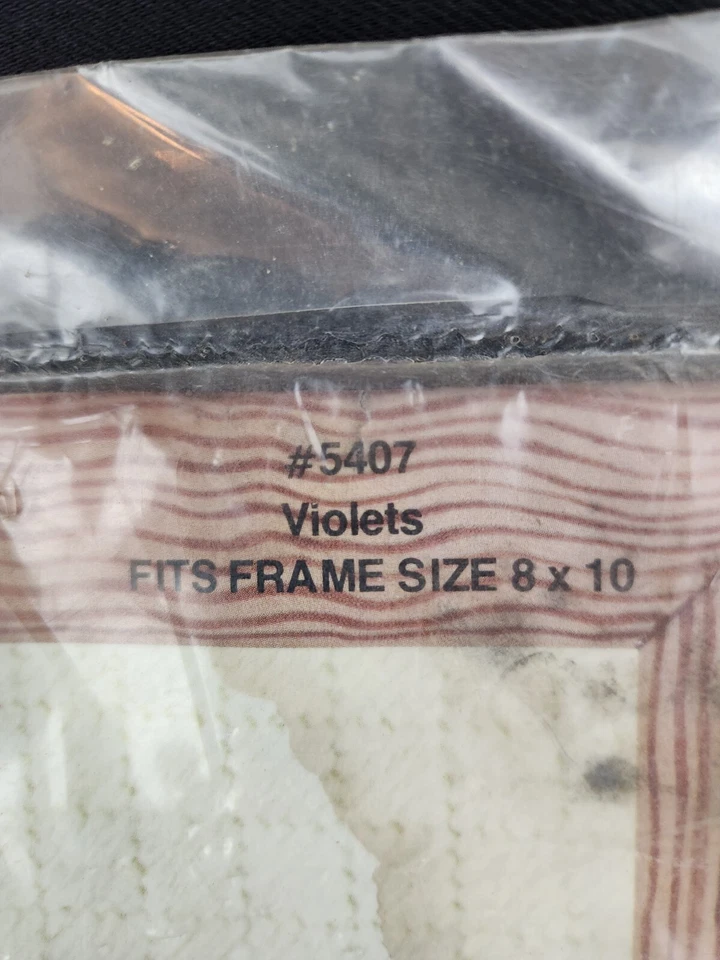 #5407
Violets
FITS FRAME SIZE 8 x 10